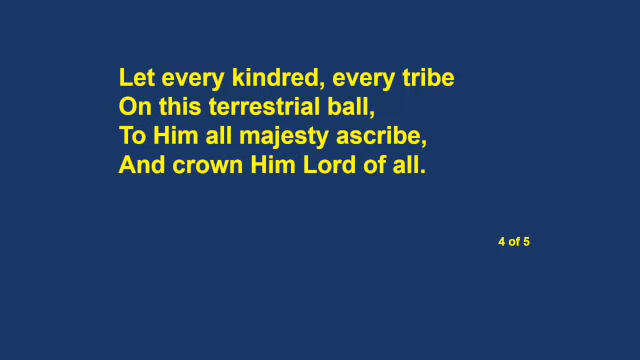 Let every kindred, every tribe
On this terrestrial ball,
To Him all majesty ascribe,
And crown Him Lord of all.
4 of 5